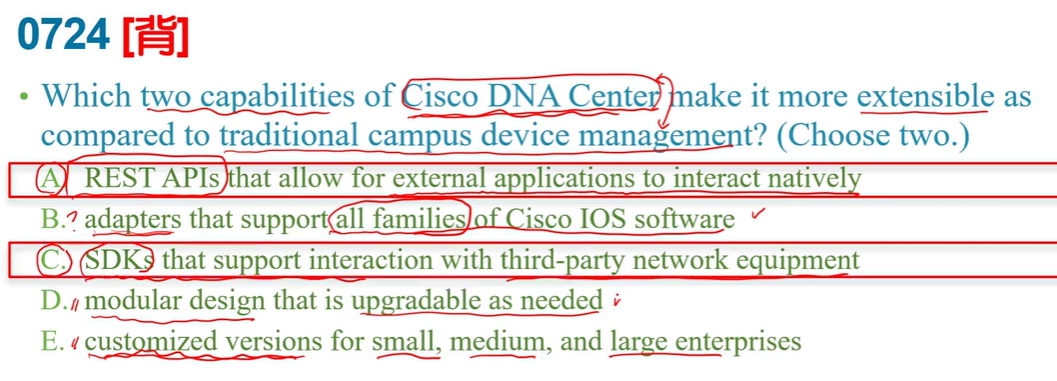 0724 [背]
• Which two capabilities of Cisco DNA Center make it more extensible as
compared to traditional campus device management? (Choose two.)
A. REST APIs that allow for external applications to interact natively
B. ? adapters that support all families of Cisco IOS software
C. SDKs that support interaction with third-party network equipment
D. modular design that is upgradable as needed
E. customized versions for small, medium, and large enterprises